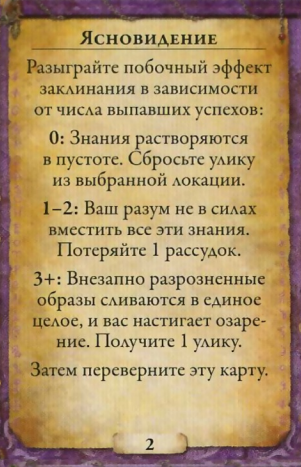 Ясновидение
Разыграйте побочный эффект
заклинания в зависимости
от числа выпавших успехов:
0: Знания растворяются
в пустоте. Сбросьте улику
из выбранной локации.
1–2: Ваш разум не в силах
вместить все эти знания.
Потеряйте 1 рассудок.
3+: Внезапно разрозненные
образы сливаются в единое
целое, и вас настигает озаре-
ние. Получите 1 улику.
Затем переверните эту карту.
2